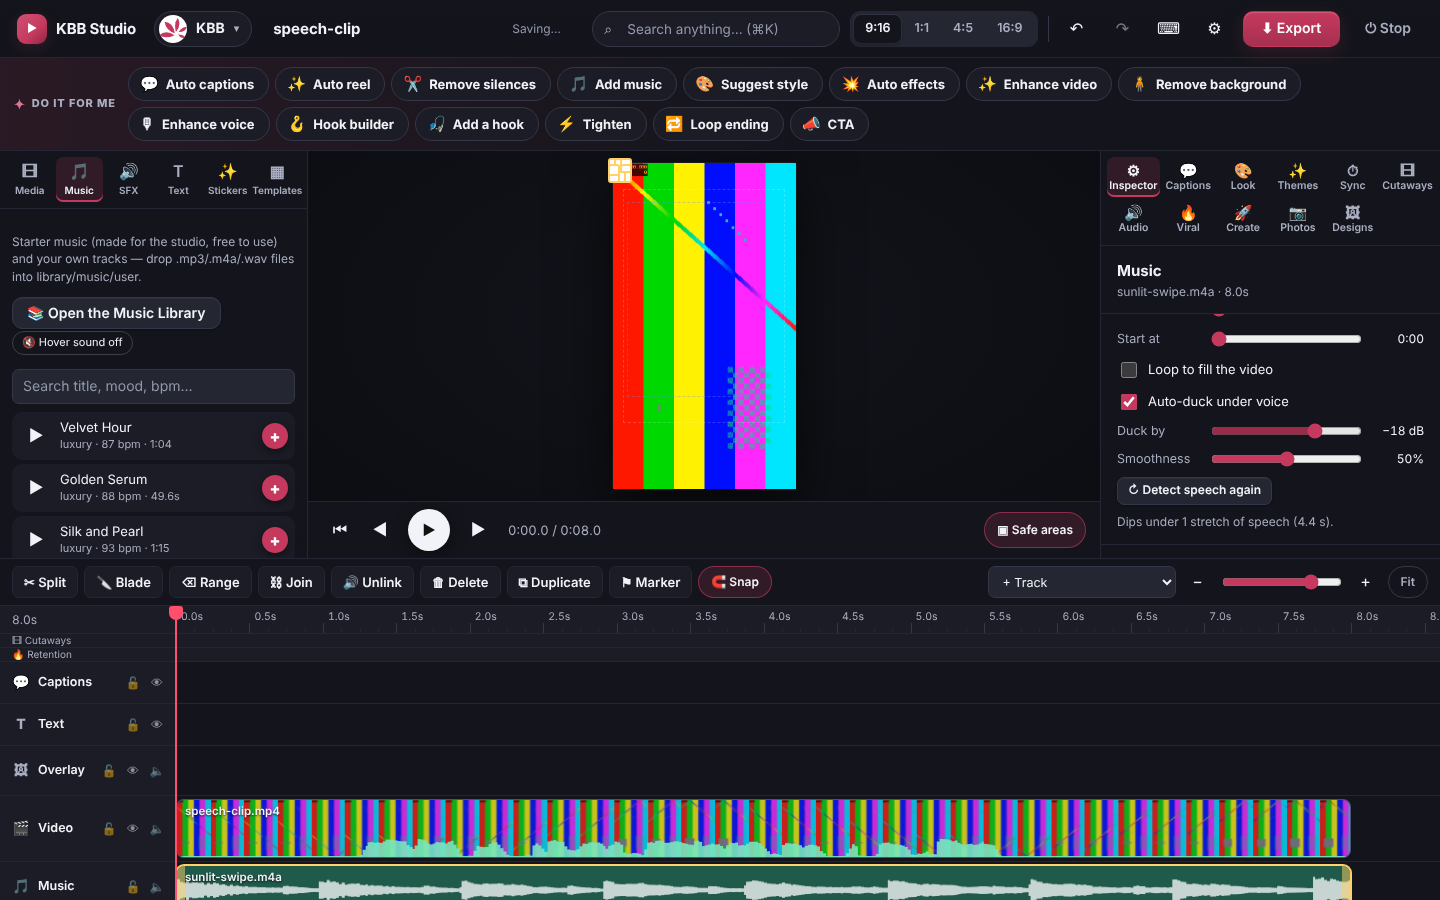 KBB Studio
KBB
speech-clip
Saving...
Search anything... (⌘K)
9:16
1:1
4:5
16:9
Export
Stop
DO IT FOR ME
Auto captions
Auto reel
Remove silences
Add music
Suggest style
Auto effects
Enhance video
Remove background
Enhance voice
Hook builder
Add a hook
Tighten
Loop ending
CTA
Media
Music
SFX
Text
Stickers
Templates
Starter music (made for the studio, free to use)
and your own tracks — drop .mp3/.m4a/.wav files
into library/music/user.
Open the Music Library
Hover sound off
Search title, mood, bpm...
Velvet Hour
luxury · 87 bpm · 1:04
Golden Serum
luxury · 88 bpm · 49.6s
Silk and Pearl
luxury · 93 bpm · 1:15
0:00.0 / 0:08.0
Safe areas
Inspector
Captions
Look
Themes
Sync
Cutaways
Audio
Viral
Create
Photos
Designs
Music
sunlit-swipe.m4a · 8.0s
Start at
0:00
Loop to fill the video
Auto-duck under voice
Duck by
−18 dB
Smoothness
50%
Detect speech again
Dips under 1 stretch of speech (4.4 s).
Split
Blade
Range
Join
Unlink
Delete
Duplicate
Marker
Snap
+ Track
−
+
Fit
8.0s
0.0s
0.5s
1.0s
1.5s
2.0s
2.5s
3.0s
3.5s
4.0s
4.5s
5.0s
5.5s
6.0s
6.5s
7.0s
7.5s
8.0s
8.
Cutaways
Retention
Captions
Text
Overlay
Video
speech-clip.mp4
Music
sunlit-swipe.m4a